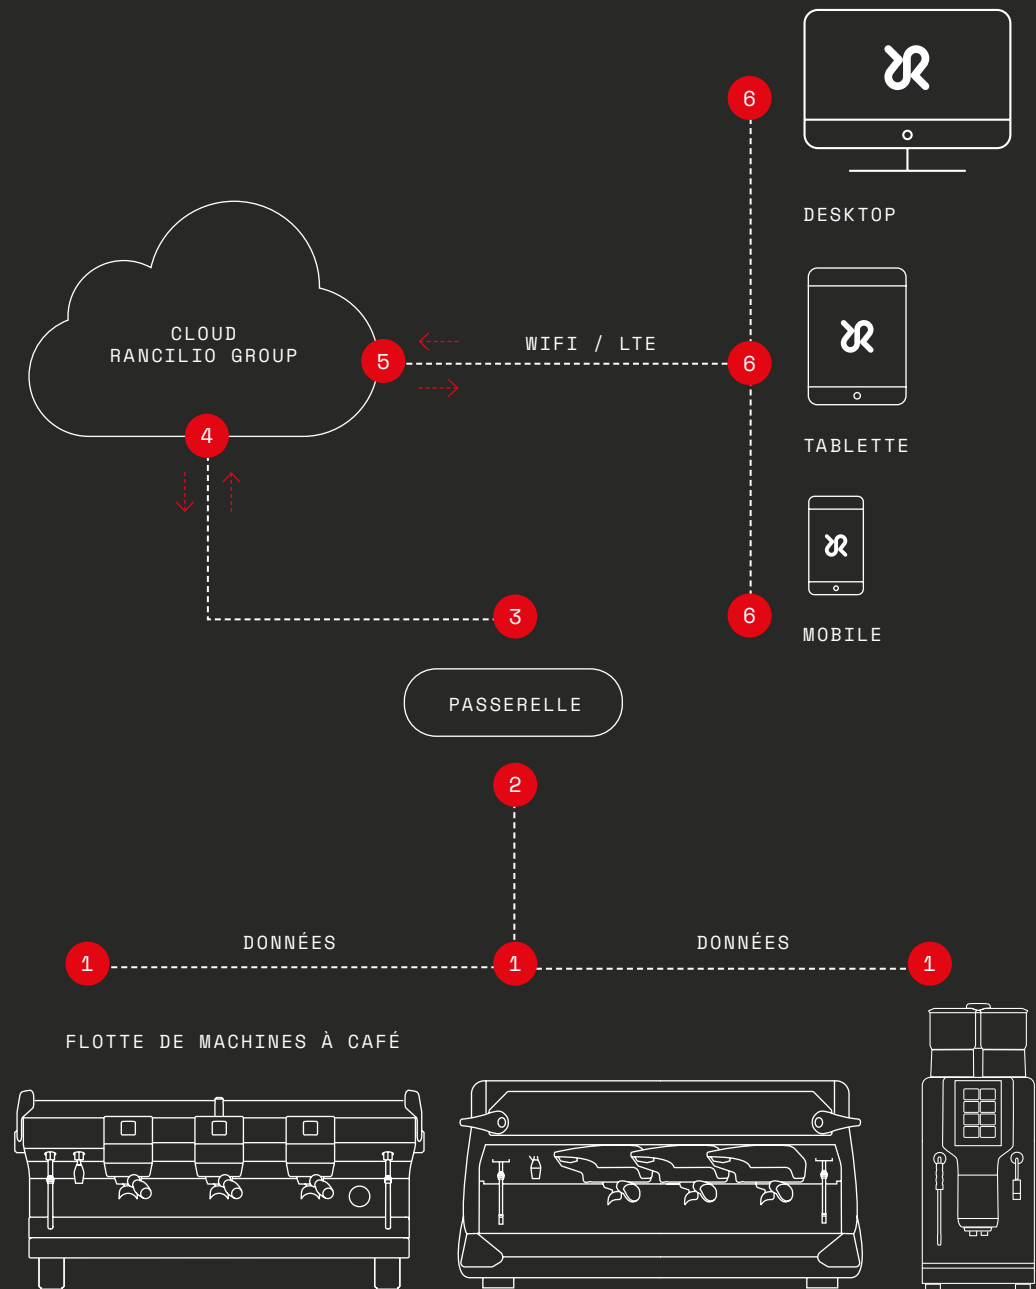 6
DESKTOP
CLOUD
RANCILIO GROUP
5
WIFI / LTE
6
4
TABLETTE
3
6
MOBILE
PASSERELLE
2
DONNÉES
DONNÉES
1
1
1
FLOTTE DE MACHINES À CAFÉ